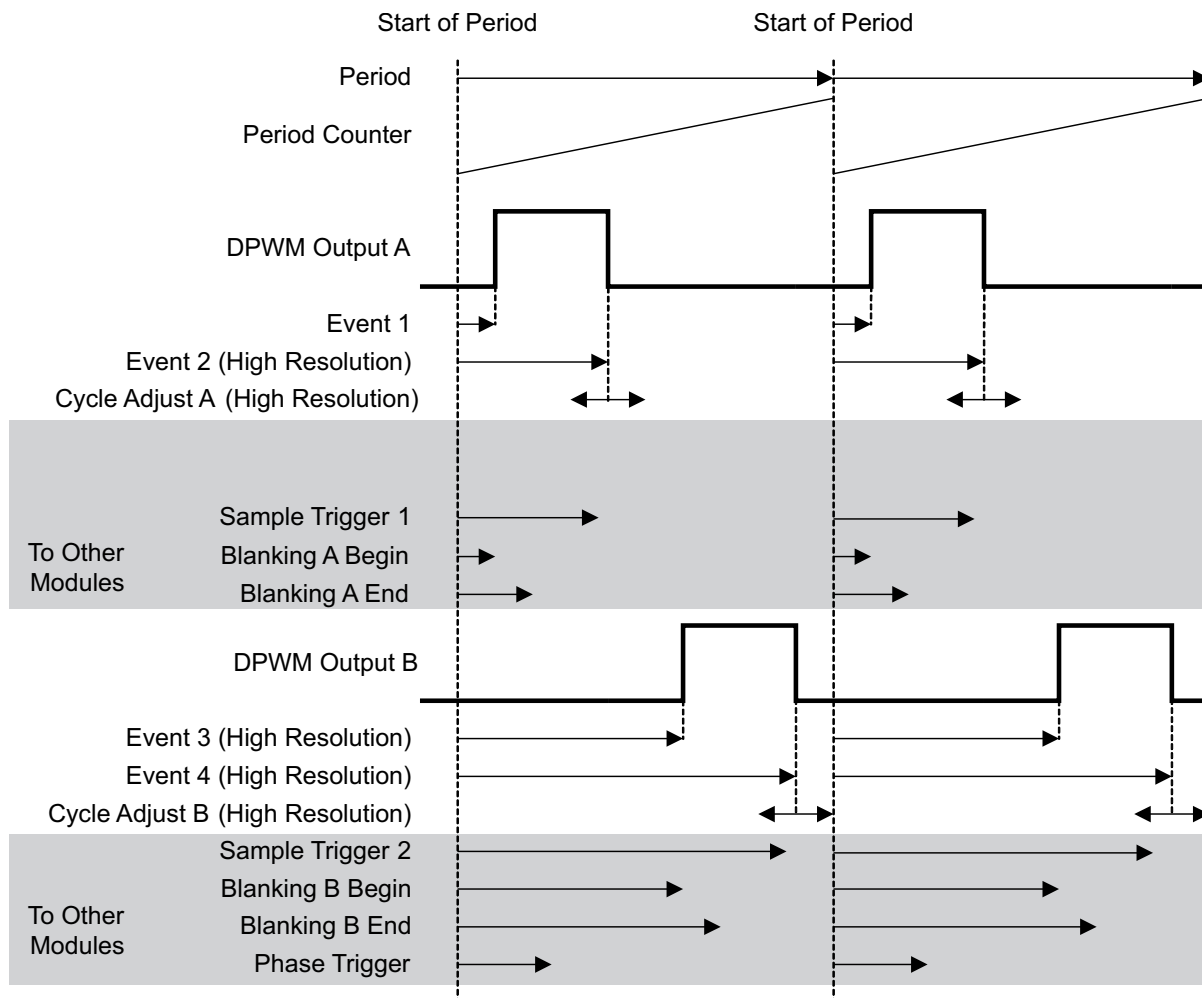 Start of Period
Start of Period
Period
Period Counter
DPWM Output A
Event 1
Event 2 (High Resolution)
Cycle Adjust A (High Resolution)
Sample Trigger 1
To Other
Modules
Blanking A Begin
Blanking A End
DPWM Output B
Event 3 (High Resolution)
Event 4 (High Resolution)
Cycle Adjust B (High Resolution)
Sample Trigger 2
Blanking B Begin
To Other
Modules
Blanking B End
Phase Trigger